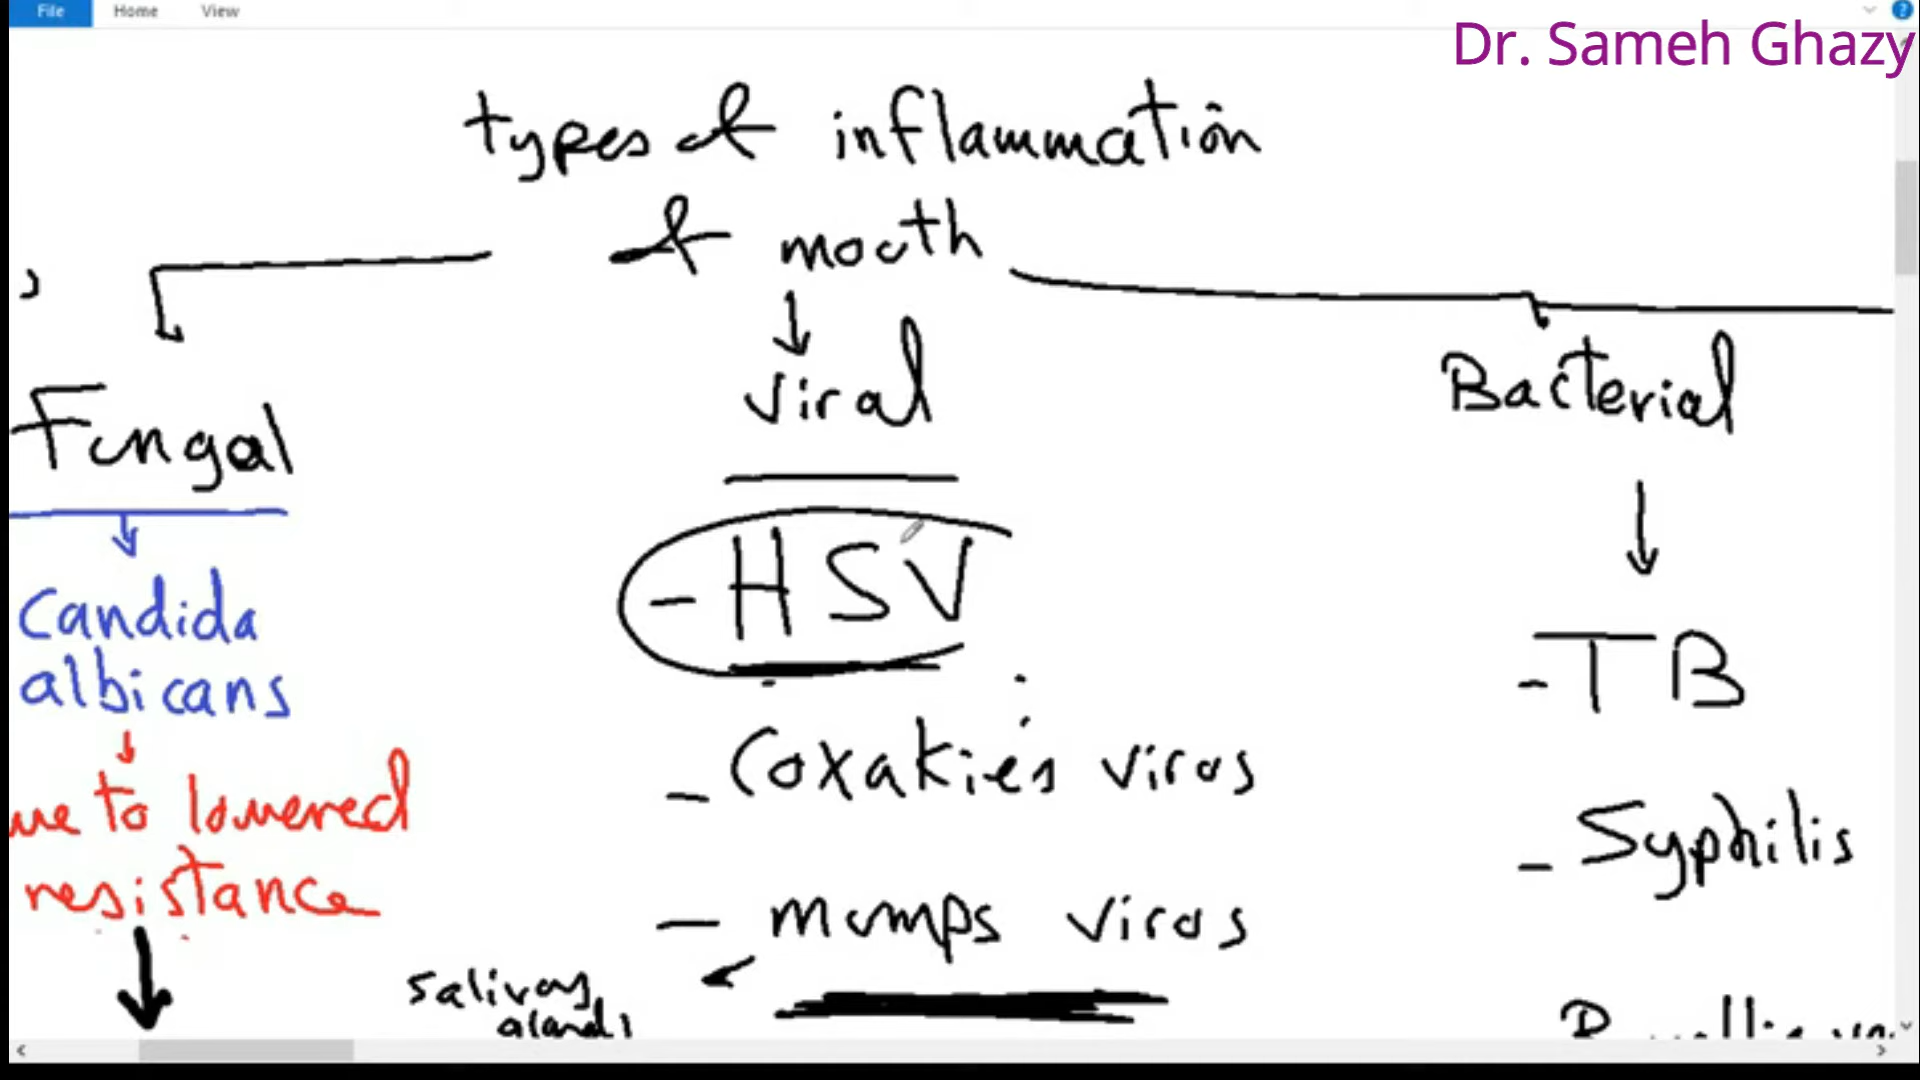 File Home View
Dr. Sameh Ghazy
types of inflammation
of mouth
Fungal
Candida
albicans
ue to lowered
resistance
viral
- HSV
- Coxakies virus
- mumps virus
salivary
glands
Bacterial
- TB
- Syphilis